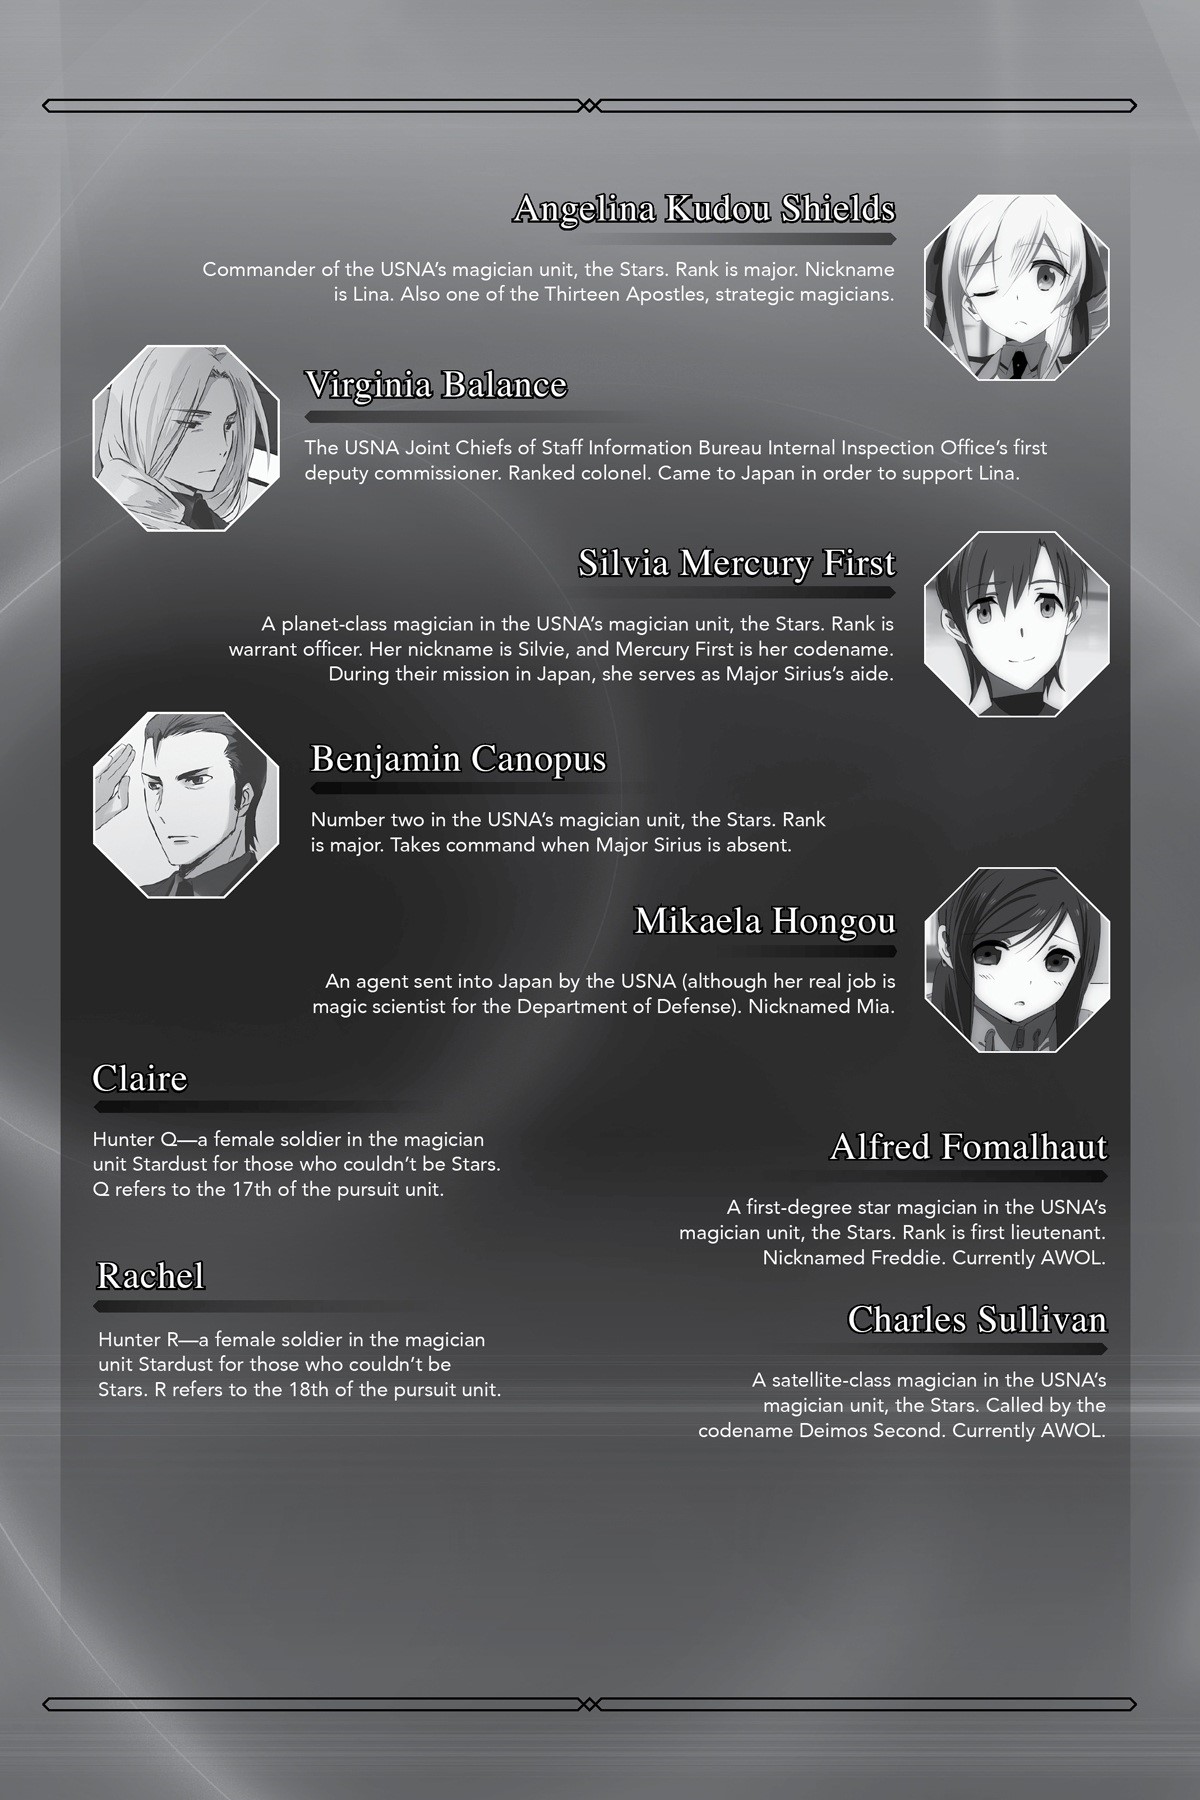 Angelina Kudou Shields
Commander of the USNA's magician unit, the Stars. Rank is major. Nickname
is Lina. Also one of the Thirteen Apostles, strategic magicians.
Virginia Balance
The USNA Joint Chiefs of Staff Information Bureau Internal Inspection Office's first
deputy commissioner. Ranked colonel. Came to Japan in order to support Lina.
Silvia Mercury First
A planet-class magician in the USNA's magician unit, the Stars. Rank is
warrant officer. Her nickname is Silvie, and Mercury First is her codename.
During their mission in Japan, she serves as Major Sirius's aide.
Benjamin Canopus
Number two in the USNA's magician unit, the Stars. Rank
is major. Takes command when Major Sirius is absent.
Mikaela Hongou
An agent sent into Japan by the USNA (although her real job is
magic scientist for the Department of Defense). Nicknamed Mia.
Claire
Hunter Q—a female soldier in the magician
unit Stardust for those who couldn't be Stars.
Q refers to the 17th of the pursuit unit.
Rachel
Hunter R—a female soldier in the magician
unit Stardust for those who couldn't be
Stars. R refers to the 18th of the pursuit unit.
Alfred Fomalhaut
A first-degree star magician in the USNA's
magician unit, the Stars. Rank is first lieutenant.
Nicknamed Freddie. Currently AWOL.
Charles Sullivan
A satellite-class magician in the USNA's
magician unit, the Stars. Called by the
codename Deimos Second. Currently AWOL.